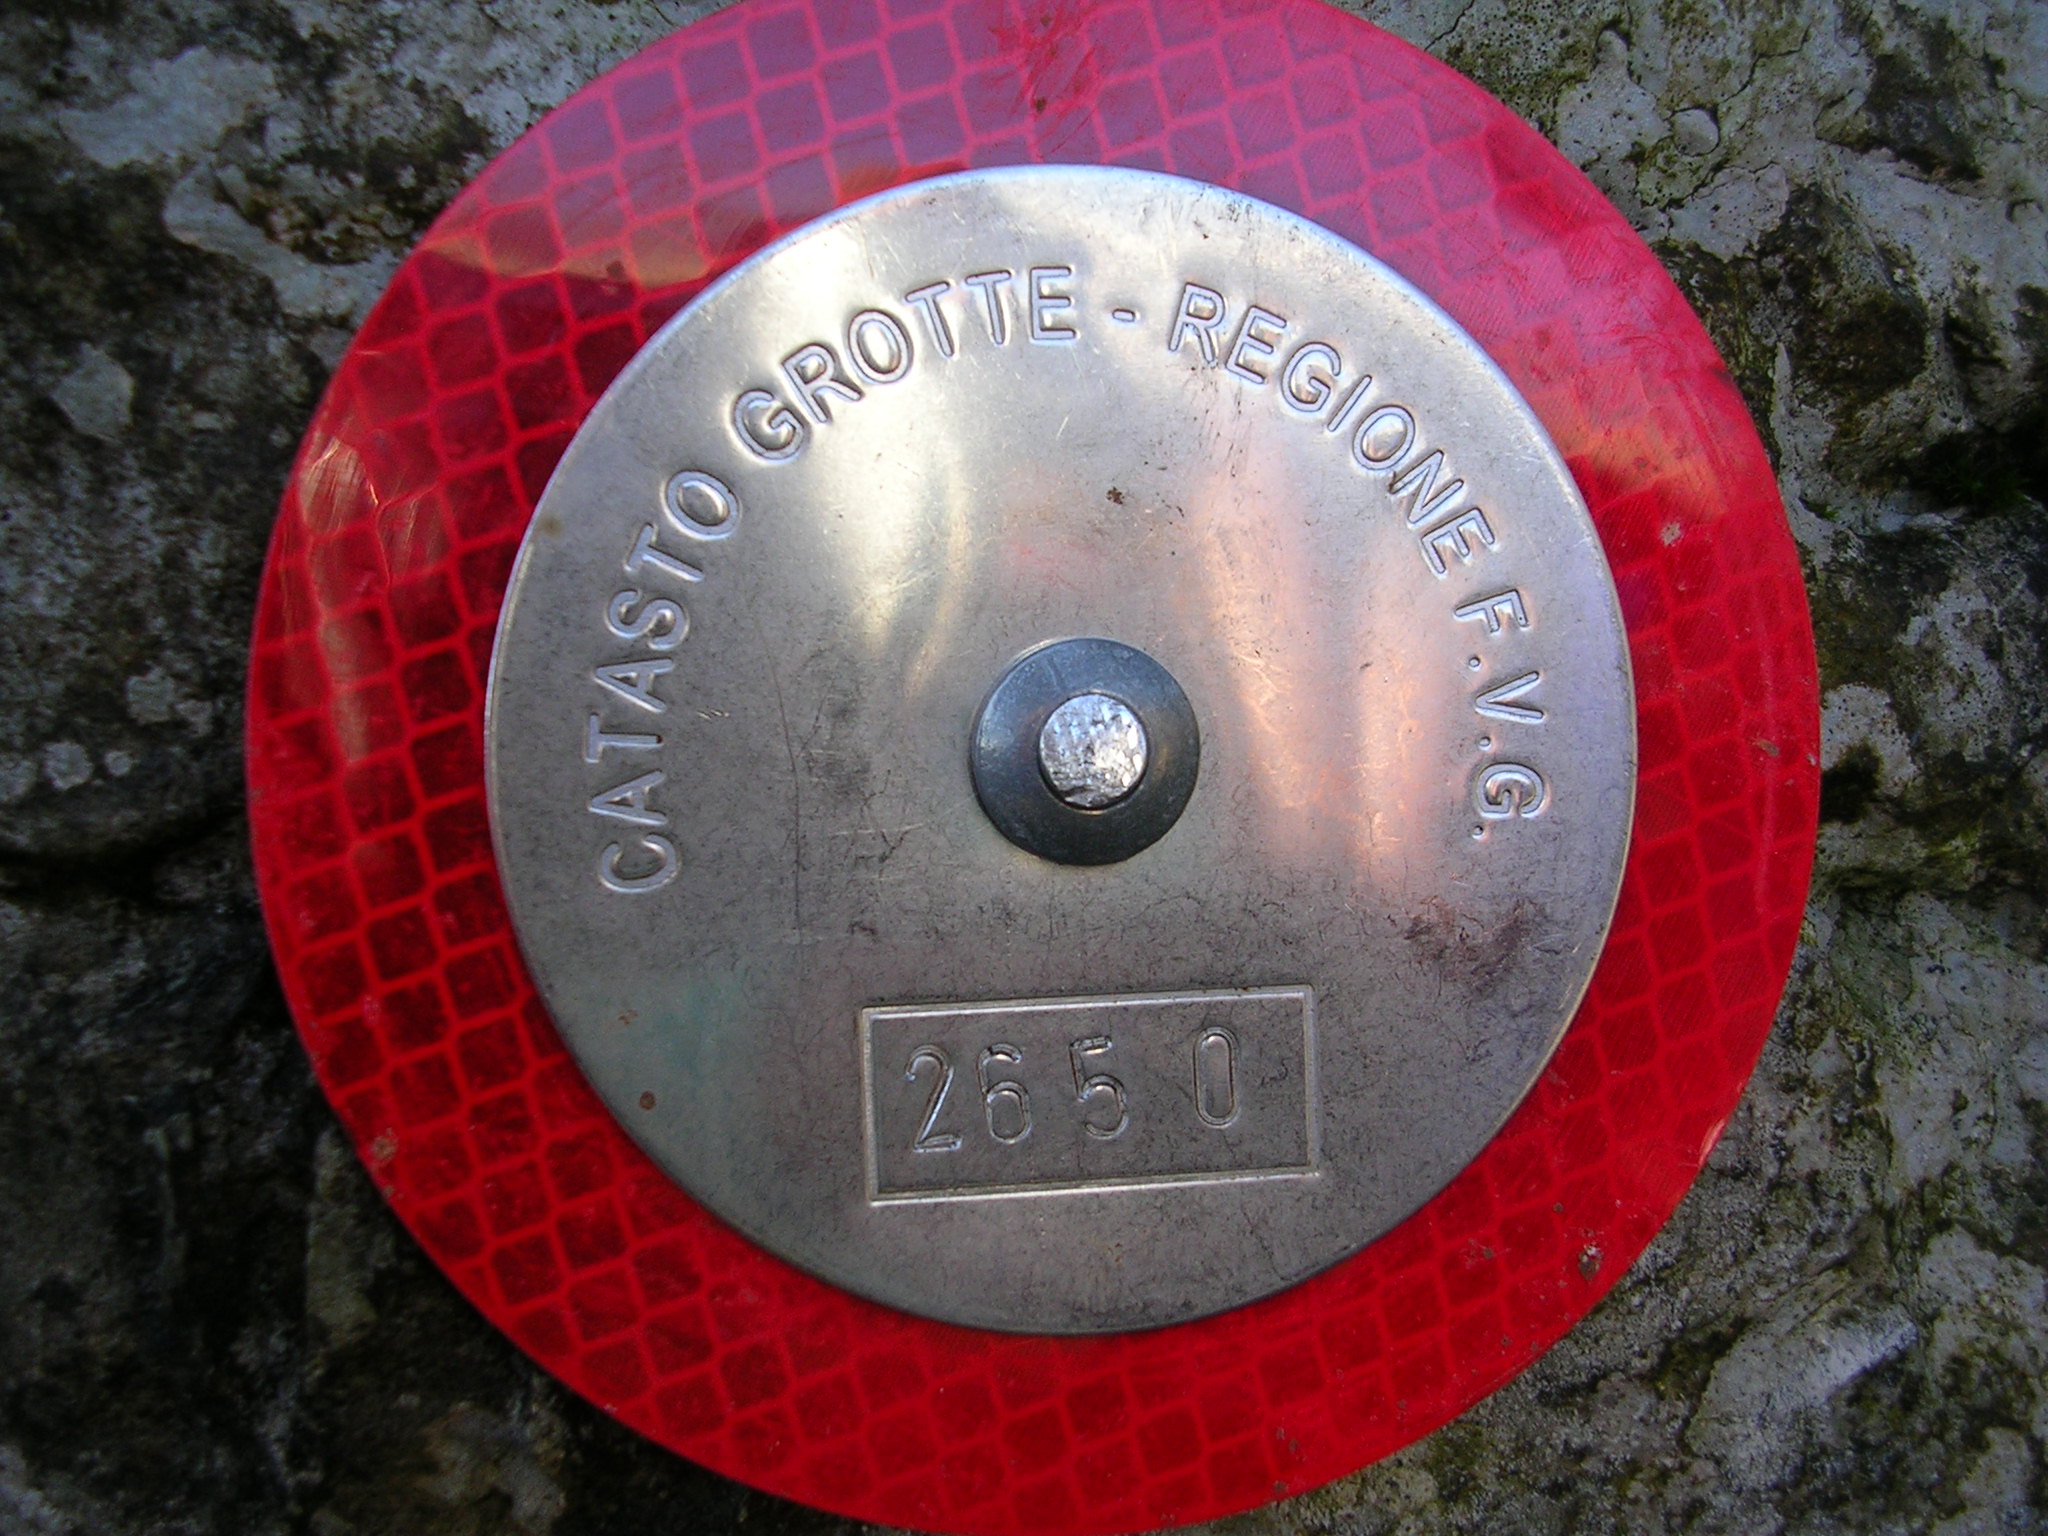 CATASTO GROTTE - REGIONE F.V.G.
2650